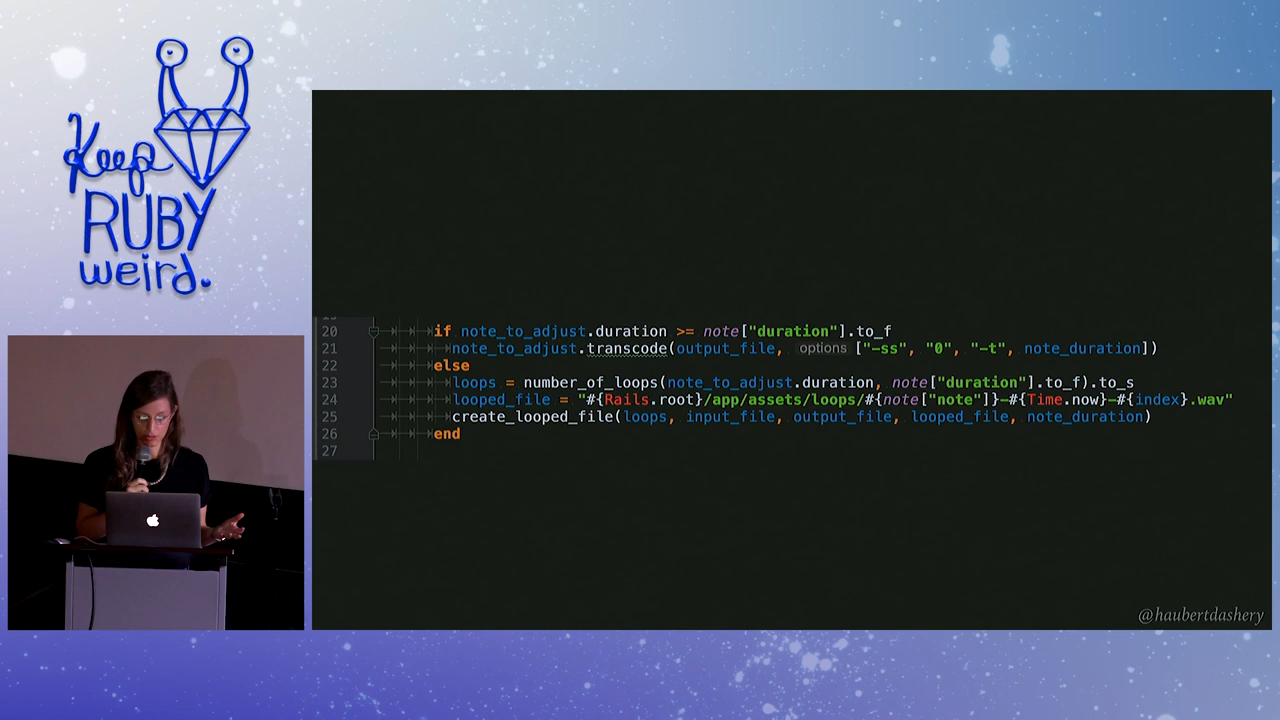 Keep
RUBY
weird.
20 if note_to_adjust.duration >= note["duration"].to_f
21 note_to_adjust.transcode(output_file, options ["-ss", "0", "-t", note_duration])
22 else
23 loops = number_of_loops(note_to_adjust.duration, note["duration"].to_f).to_s
24 looped_file = "#{Rails.root}/app/assets/loops/#{note["note"]}-#{Time.now}-#{index}.wav"
25 create_looped_file(loops, input_file, output_file, looped_file, note_duration)
26 end
27
@haubertdashery